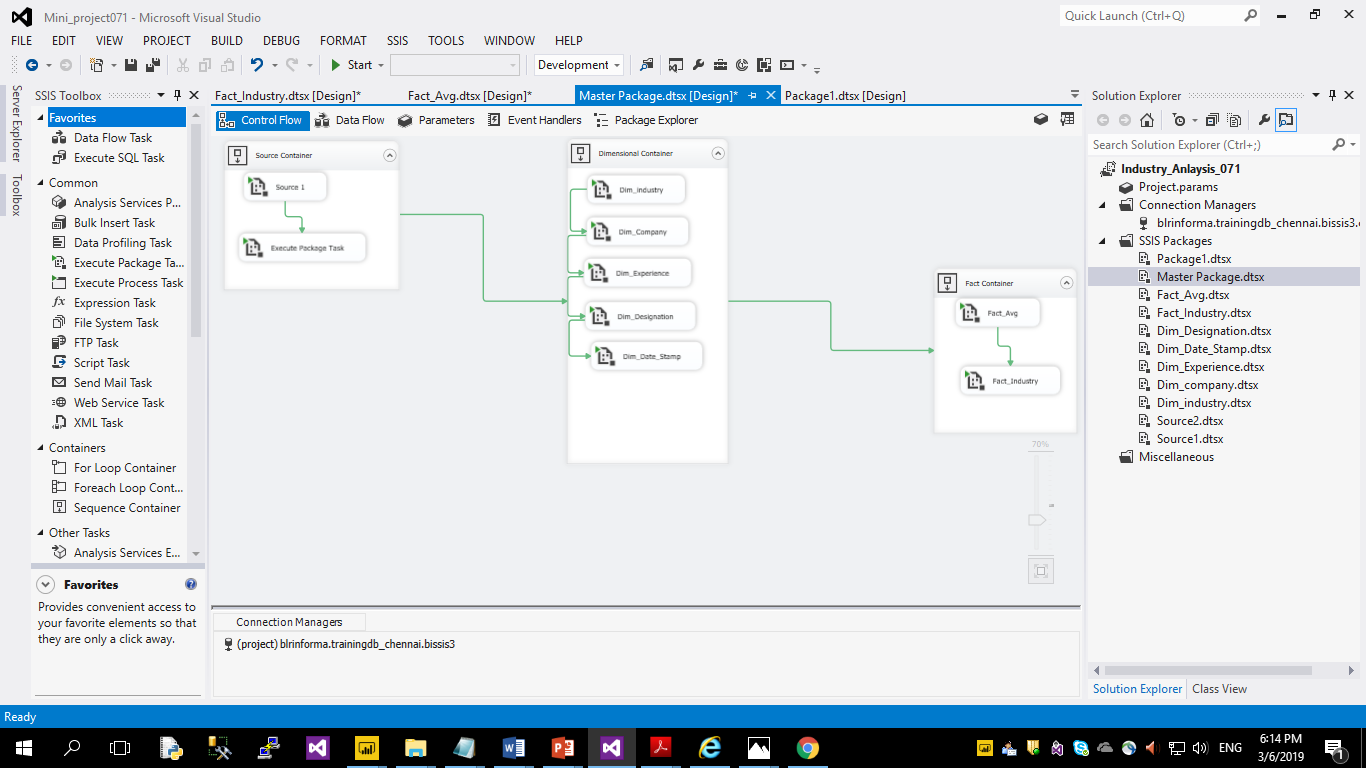 Mini_project071 - Microsoft Visual Studio
Quick Launch (Ctrl+Q)
FILE EDIT VIEW PROJECT BUILD DEBUG FORMAT SSIS TOOLS WINDOW HELP
Start Development
Server Explorer
Toolbox
SSIS Toolbox
Favorites
Data Flow Task
Execute SQL Task
Common
Analysis Services P...
Bulk Insert Task
Data Profiling Task
Execute Package Ta...
Execute Process Task
Expression Task
File System Task
FTP Task
Script Task
Send Mail Task
Web Service Task
XML Task
Containers
For Loop Container
Foreach Loop Cont...
Sequence Container
Other Tasks
Analysis Services E...
Favorites
Provides convenient access to
your favorite elements so that
they are only a click away.
Fact_Industry.dtsx [Design]* Fact_Avg.dtsx [Design]* Master Package.dtsx [Design]* Package1.dtsx [Design]
Control Flow Data Flow Parameters Event Handlers Package Explorer
Source Container
Source 1
Execute Package Task
Dimensional Container
Dim_industry
Dim_Company
Dim_Experience
Dim_Designation
Dim_Date_Stamp
Fact Container
Fact_Avg
Fact_Industry
70%
Connection Managers
(project) blrinforma.trainingdb_chennai.bissis3
Solution Explorer
Search Solution Explorer (Ctrl+;)
Industry_Anlaysis_071
Project.params
Connection Managers
blrinforma.trainingdb_chennai.bissis3.
SSIS Packages
Package1.dtsx
Master Package.dtsx
Fact_Avg.dtsx
Fact_Industry.dtsx
Dim_Designation.dtsx
Dim_Date_Stamp.dtsx
Dim_Experience.dtsx
Dim_company.dtsx
Dim_industry.dtsx
Source2.dtsx
Source1.dtsx
Miscellaneous
Solution Explorer Class View
Ready
ENG
6:14 PM
3/6/2019
1